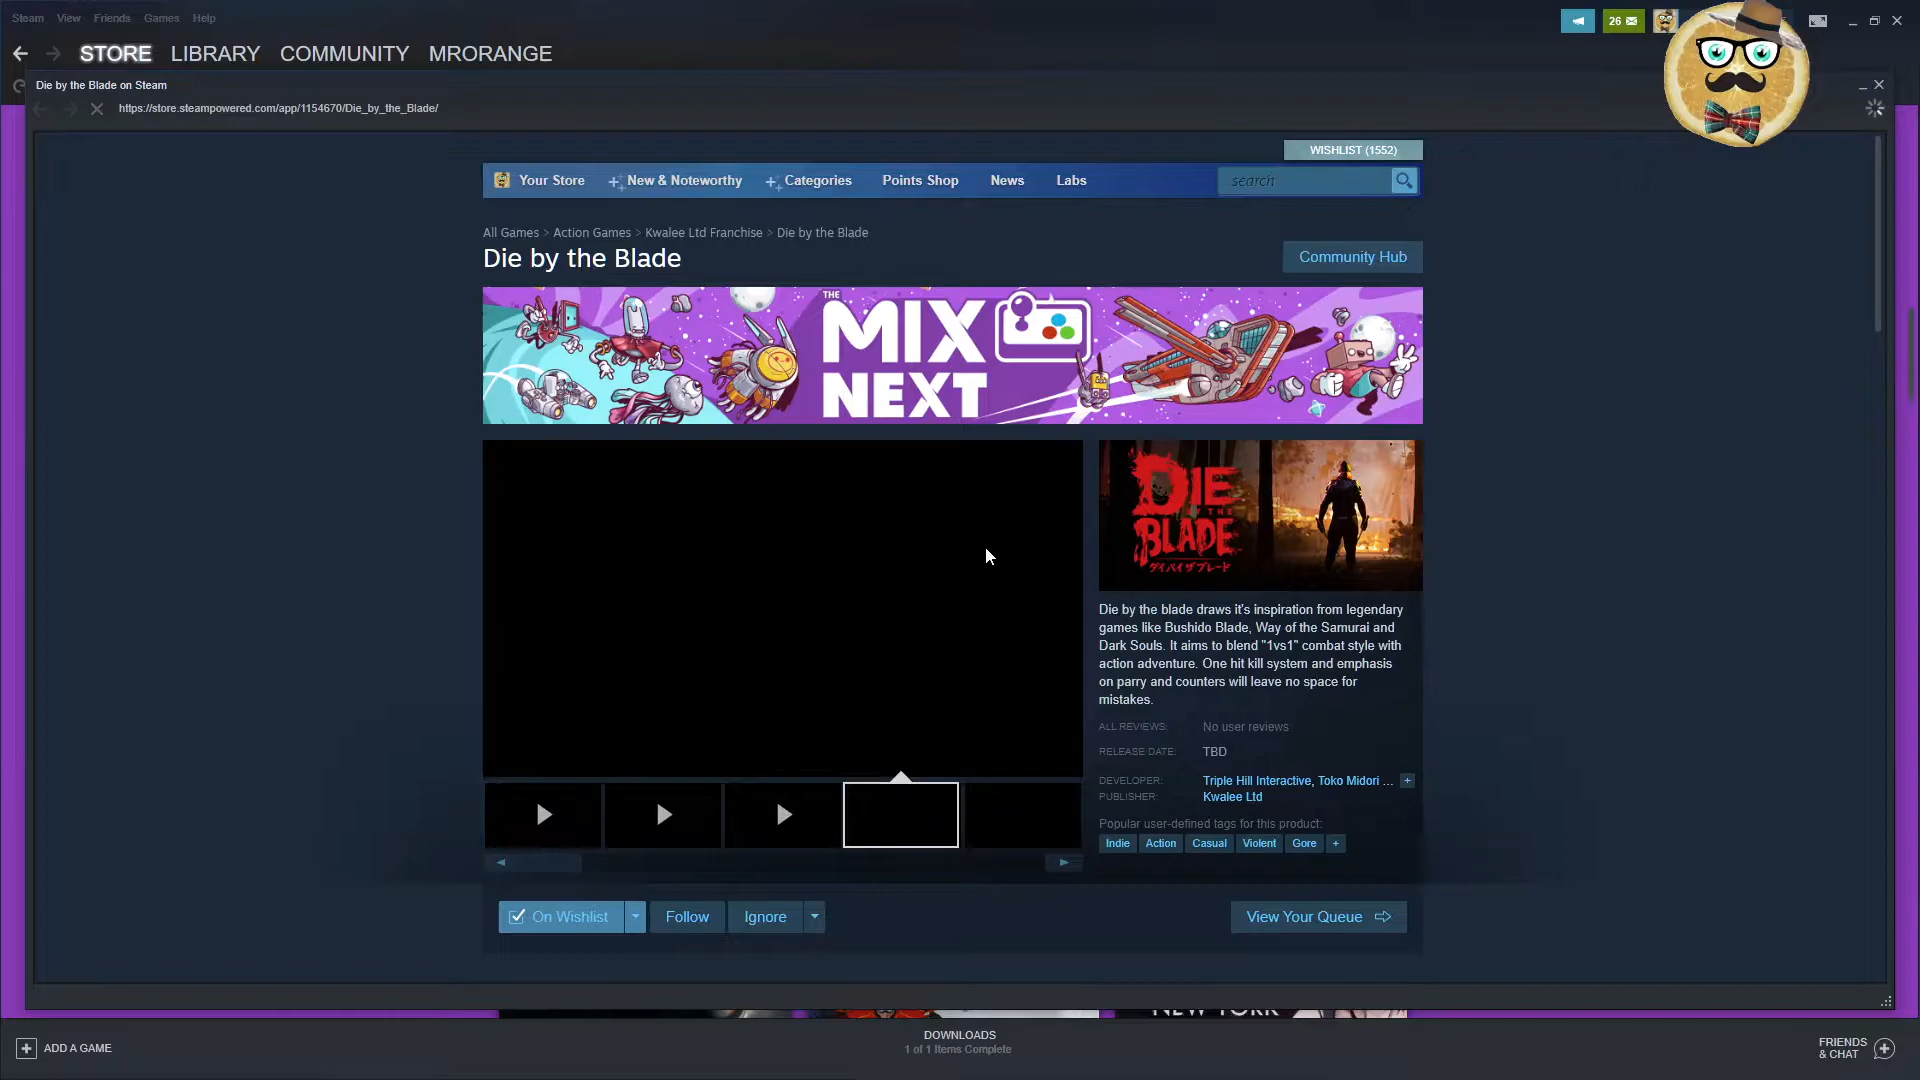 Steam View Friends Games Help
26
STORE LIBRARY COMMUNITY MRORANGE
Die by the Blade on Steam
https://store.steampowered.com/app/1154670/Die_by_the_Blade/
WISHLIST (1552)
Your Store New & Noteworthy Categories Points Shop News Labs search
All Games > Action Games > Kwalee Ltd Franchise > Die by the Blade
Die by the Blade
Community Hub
THE
MIX
NEXT
DIE
BY THE
BLADE
ダイバイザブレード
Die by the blade draws it's inspiration from legendary
games like Bushido Blade, Way of the Samurai and
Dark Souls. It aims to blend "1vs1" combat style with
action adventure. One hit kill system and emphasis
on parry and counters will leave no space for
mistakes.
ALL REVIEWS: No user reviews
RELEASE DATE: TBD
DEVELOPER: Triple Hill Interactive, Toko Midori ... +
PUBLISHER: Kwalee Ltd
Popular user-defined tags for this product:
Indie Action Casual Violent Gore +
On Wishlist Follow Ignore View Your Queue
NEW YORK
ADD A GAME
DOWNLOADS
1 of 1 Items Complete
FRIENDS
& CHAT